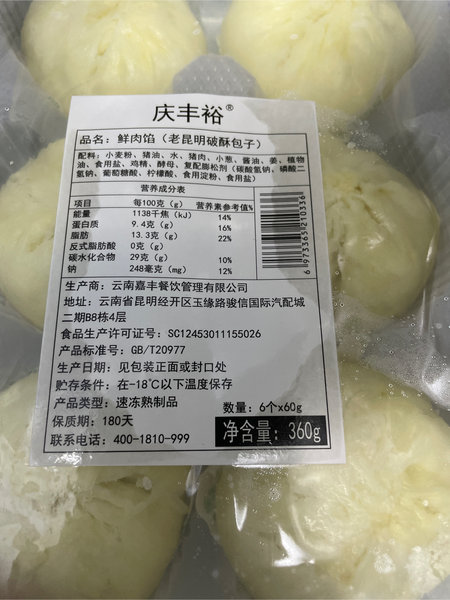 庆丰裕®
品名：鲜肉馅（老昆明破酥包子）
配料：小麦粉、猪油、水、猪肉、小葱、酱油、姜、植物
油、食用盐、鸡精、酵母、复配膨松剂（碳酸氢钠、磷酸二
氢钠、葡萄糖酸、柠檬酸、食用淀粉、食用盐）
营养成分表
项目 每100克（g） 营养素参考值%
能量 1138千焦（kJ） 14%
蛋白质 9.4克（g） 16%
脂肪 13.3克（g） 22%
反式脂肪酸 0克（g）
碳水化合物 29克（g） 10%
钠 248毫克（mg） 12%
6973365210336
生产商：云南嘉丰餐饮管理有限公司
地址：云南省昆明经开区玉缘路骏信国际汽配城
二期B8栋4层
食品生产许可证号：SC12453011155026
产品标准号：GB/T20977
生产日期：见包装正面或封口处
贮存条件：在-18℃以下温度保存
产品类型：速冻熟制品 数量：6个x60g
保质期：180天 净含量：360g
联系电话：400-1810-999